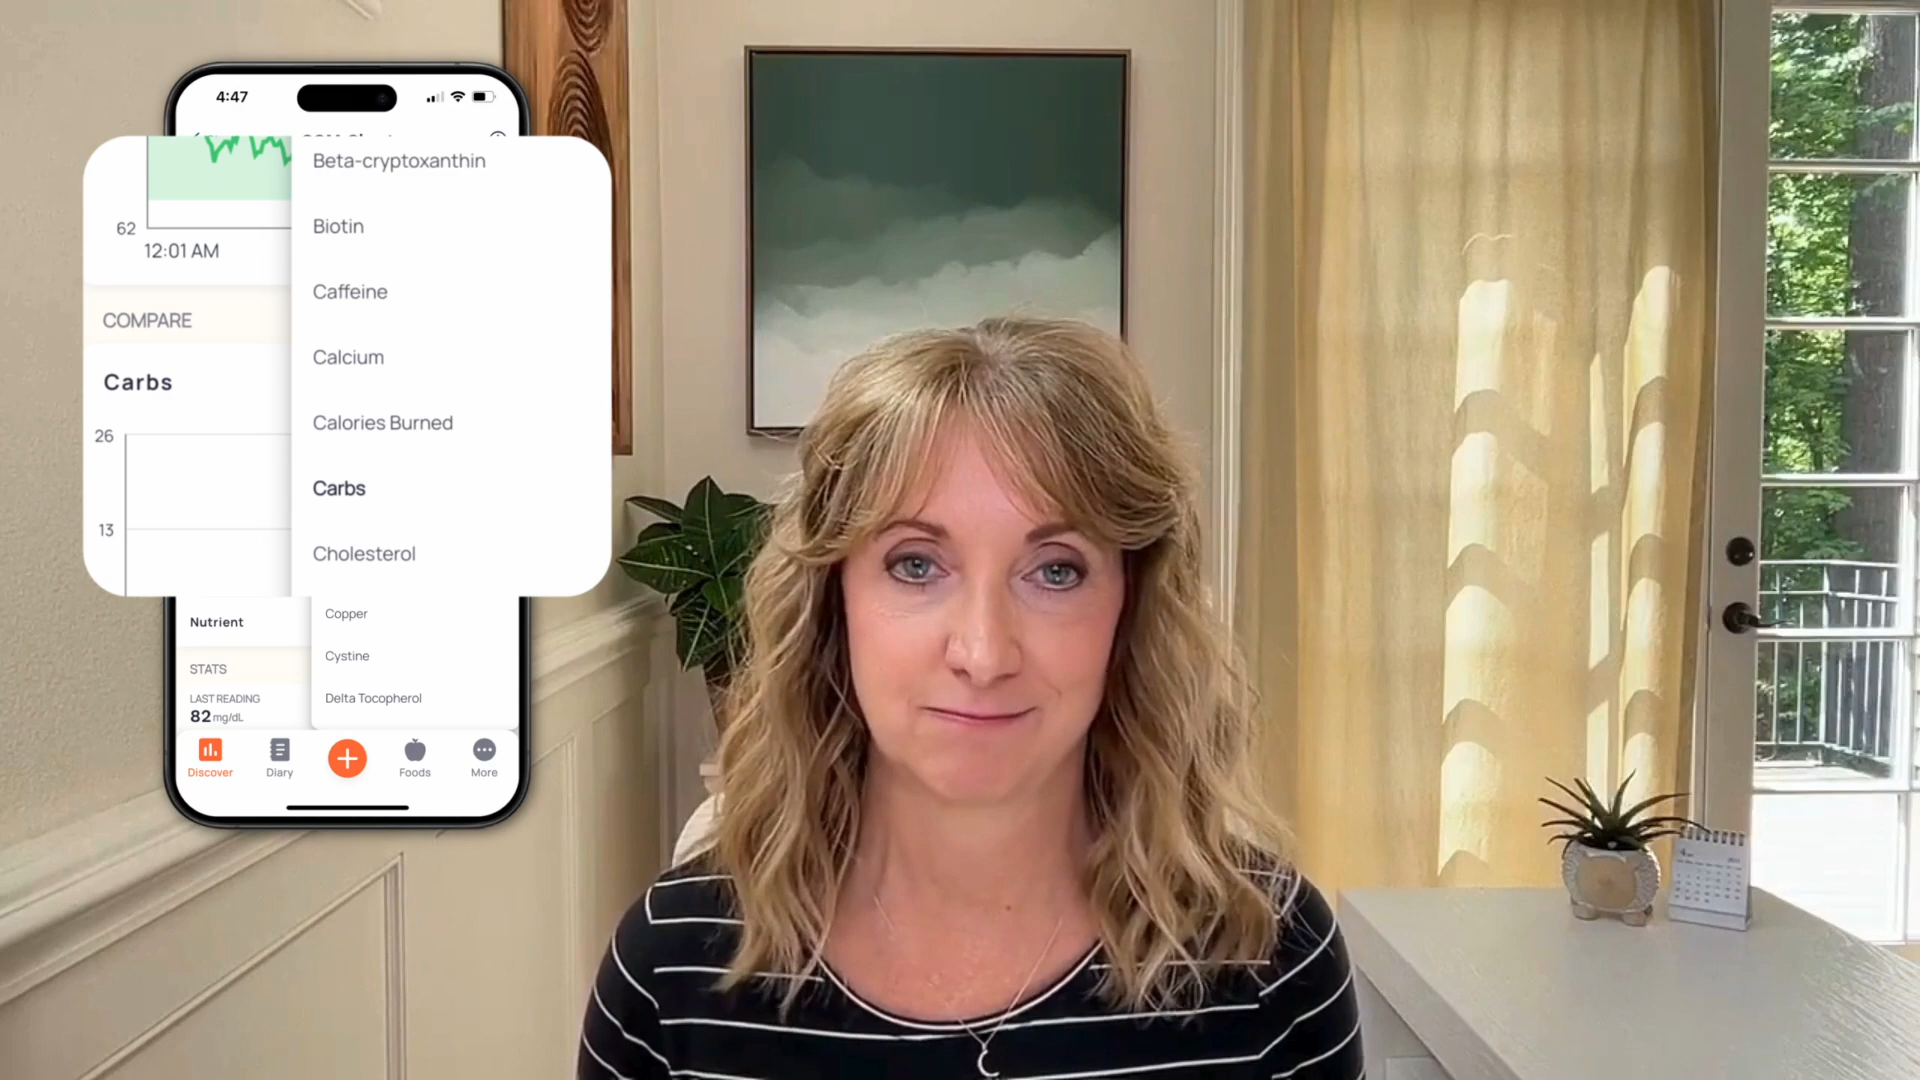 4:47
Beta-cryptoxanthin
62
12:01 AM
Biotin
Caffeine
COMPARE
Calcium
Carbs
Calories Burned
26
Carbs
13
Cholesterol
Nutrient
Copper
STATS
Cystine
LAST READING
Delta Tocopherol
82 mg/dL
Discover
Diary
Foods
More